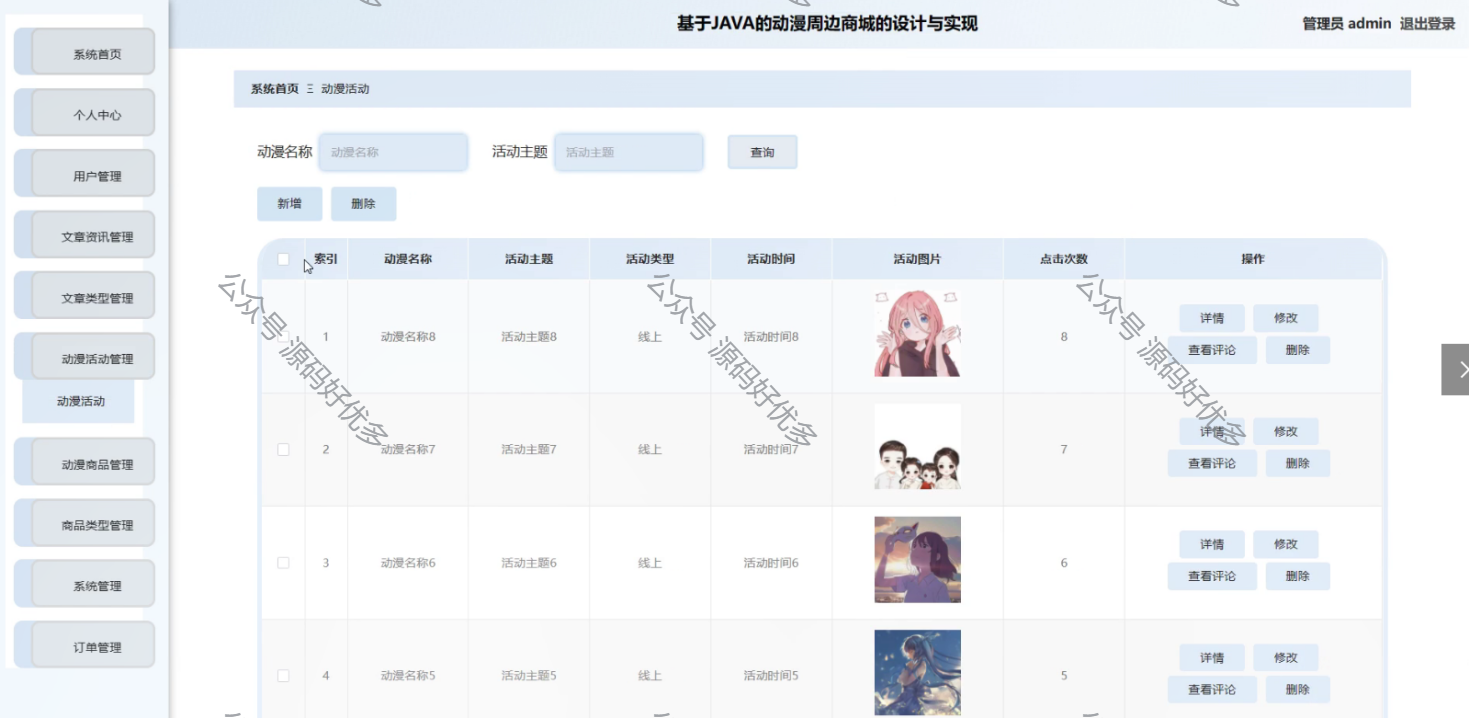 基于JAVA的动漫周边商城的设计与实现
管理员 admin 退出登录
系统首页
个人中心
用户管理
文章资讯管理
文章类型管理
动漫活动管理
动漫活动
动漫商品管理
商品类型管理
系统管理
订单管理
系统首页 Ξ 动漫活动
动漫名称 动漫名称 活动主题 活动主题 查询
新增 删除
索引 动漫名称 活动主题 活动类型 活动时间 活动图片 点击次数 操作
1 动漫名称8 活动主题8 线上 活动时间8 8 详情 修改
查看评论 删除
2 动漫名称7 活动主题7 线上 活动时间7 7 详情 修改
查看评论 删除
3 动漫名称6 活动主题6 线上 活动时间6 6 详情 修改
查看评论 删除
4 动漫名称5 活动主题5 线上 活动时间5 5 详情 修改
查看评论 删除
公众号 源码好优多
公众号 源码好优多
公众号 源码好优多